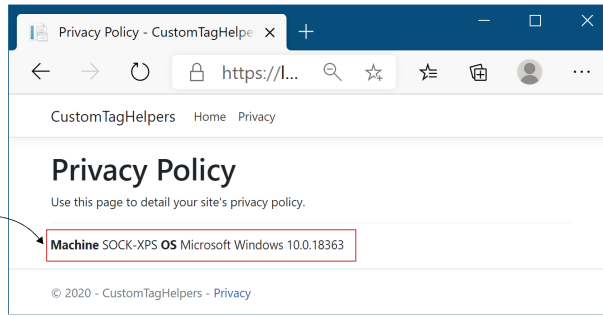 Privacy Policy - CustomTagHelpe
https://l...
CustomTagHelpers Home Privacy
Privacy Policy
Use this page to detail your site's privacy policy.
Machine SOCK-XPS OS Microsoft Windows 10.0.18363
© 2020 - CustomTagHelpers - Privacy